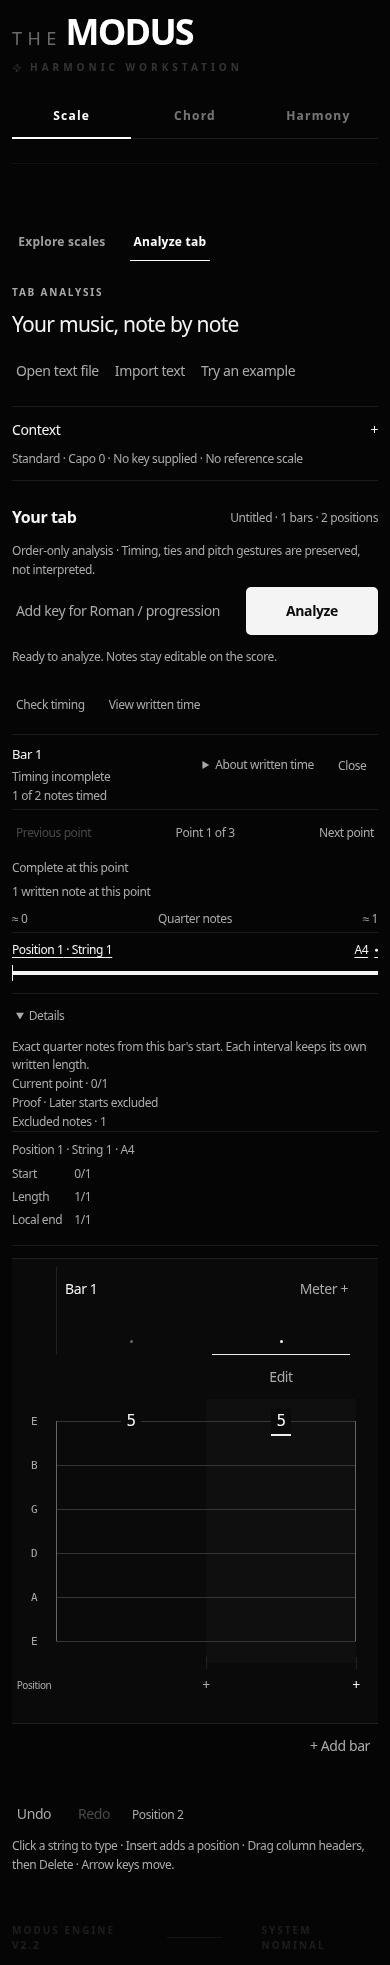 THE MODUS
HARMONIC WORKSTATION
Scale Chord Harmony
Explore scales Analyze tab
TAB ANALYSIS
Your music, note by note
Open text file Import text Try an example
Context +
Standard · Capo 0 · No key supplied · No reference scale
Your tab Untitled · 1 bars · 2 positions
Order-only analysis · Timing, ties and pitch gestures are preserved,
not interpreted.
Add key for Roman / progression Analyze
Ready to analyze. Notes stay editable on the score.
Check timing View written time
Bar 1
Timing incomplete ▶ About written time Close
1 of 2 notes timed
Previous point Point 1 of 3 Next point
Complete at this point
1 written note at this point
≈ 0 Quarter notes ≈ 1
Position 1 · String 1 A4 •
▼ Details
Exact quarter notes from this bar's start. Each interval keeps its own
written length.
Current point · 0/1
Proof · Later starts excluded
Excluded notes · 1
Position 1 · String 1 · A4
Start 0/1
Length 1/1
Local end 1/1
Bar 1 Meter +
• •
Edit
E 5 5
B
G
D
A
E
Position + +
+ Add bar
Undo Redo Position 2
Click a string to type · Insert adds a position · Drag column headers,
then Delete · Arrow keys move.
MODUS ENGINE SYSTEM
V2.2 NOMINAL